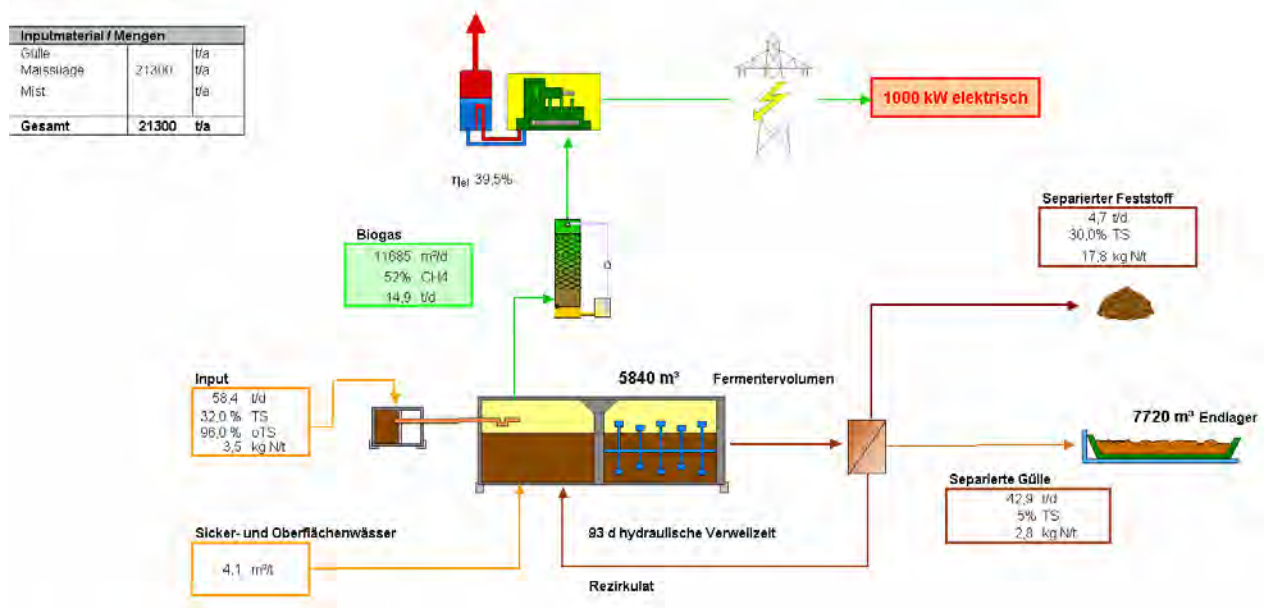 Inputmaterial / Mengen
Gülle t/a
Maissilage 21300 t/a
Mist t/a
Gesamt 21300 t/a
1000 kW elektrisch
ηel 39,5%
Separierter Feststoff
4,7 t/d
30,0% TS
17,8 kg N/t
Biogas
11685 m³/d
52% CH4
14,9 t/d
Input
58,4 t/d
32,0 % TS
96,0 % oTS
3,5 kg N/t
5840 m³ Fermentervolumen
7720 m³ Endlager
Separierte Gülle
42,9 t/d
5% TS
2,8 kg N/t
Sicker- und Oberflächenwässer
4,1 m³/t
93 d hydraulische Verweilzeit
Rezirkulat